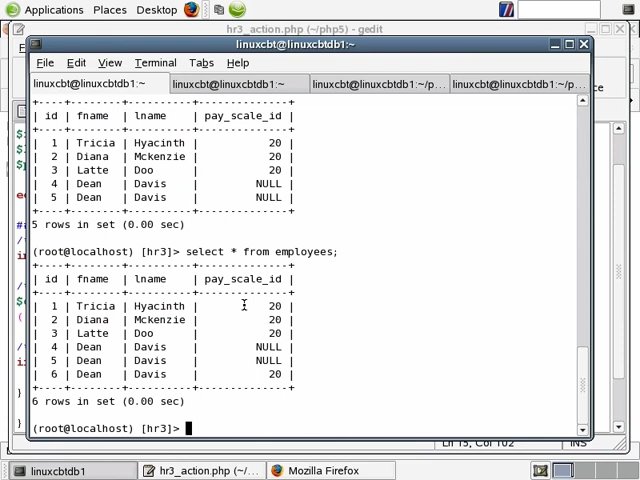 Applications Places Desktop
hr3_action.php (~/php5) - gedit
linuxcbt@linuxcbtdb1:~
File Edit View Terminal Tabs Help
linuxcbt@linuxcbtdb1:~ linuxcbt@linuxcbtdb1:~ linuxcbt@linuxcbtdb1:~/p... linuxcbt@linuxcbtdb1:~/p...
+----+--------+----------+--------------+
| id | fname | lname | pay_scale_id |
+----+--------+----------+--------------+
| 1 | Tricia | Hyacinth | 20 |
| 2 | Diana | Mckenzie | 20 |
| 3 | Latte | Doo | 20 |
| 4 | Dean | Davis | NULL |
| 5 | Dean | Davis | NULL |
+----+--------+----------+--------------+
5 rows in set (0.00 sec)
(root@localhost) [hr3]> select * from employees;
+----+--------+----------+--------------+
| id | fname | lname | pay_scale_id |
+----+--------+----------+--------------+
| 1 | Tricia | Hyacinth | 20 |
| 2 | Diana | Mckenzie | 20 |
| 3 | Latte | Doo | 20 |
| 4 | Dean | Davis | NULL |
| 5 | Dean | Davis | NULL |
| 6 | Dean | Davis | 20 |
+----+--------+----------+--------------+
6 rows in set (0.00 sec)
(root@localhost) [hr3]>
Ln 15, Col 102 INS
linuxcbtdb1 hr3_action.php (~/... Mozilla Firefox